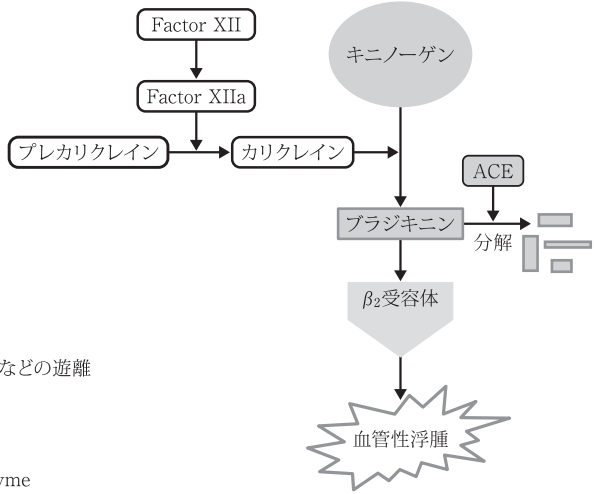 Factor XII
キニノーゲン
Factor XIIa
プレカリクレイン
カリクレイン
ACE
ブラジキニン
分解
β₂受容体
などの遊離
血管性浮腫
yme